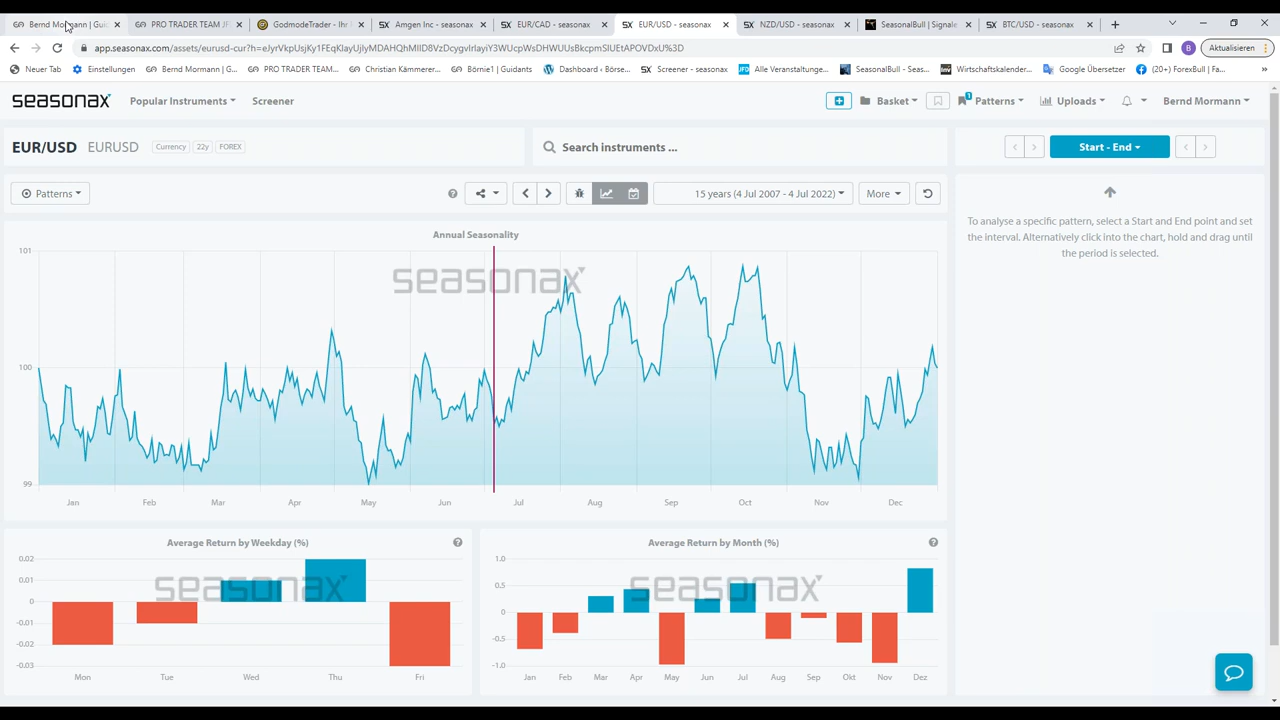 Bernd Mormann | Guid
PRO TRADER TEAM JF
GodmodeTrader - Ihr
Amgen Inc - seasonax
EUR/CAD - seasonax
EUR/USD - seasonax
NZD/USD - seasonax
SeasonalBull | Signale
BTC/USD - seasonax
Aktualisieren
Neuer Tab
Einstellungen
Bernd Mormann | G...
PRO TRADER TEAM...
Christian Kämmerer...
Börnie1 | Guidants
Dashboard ‹ Börse...
Screener – seasonax
Alle Veranstaltunge...
SeasonalBull - Seas...
Wirtschaftskalender...
Google Übersetzer
(20+) ForexBull | Fa...
seasonax
Popular Instruments
Screener
Basket
1
Patterns
Uploads
Bernd Mormann
EUR/USD EURUSD Currency 22y FOREX
Search instruments ...
Start - End
Patterns
15 years (4 Jul 2007 - 4 Jul 2022)
More
To analyse a specific pattern, select a Start and End point and set
the interval. Alternatively click into the chart, hold and drag until
the period is selected.
Annual Seasonality
seasonax
101
100
99
Jan Feb Mar Apr May Jun Jul Aug Sep Oct Nov Dec
Average Return by Weekday (%)
seasonax
0.02
0.01
0
-0.01
-0.02
-0.03
Mon Tue Wed Thu Fri
Average Return by Month (%)
seasonax
1.0
0.5
0
-0.5
-1.0
Jan Feb Mar Apr May Jun Jul Aug Sep Okt Nov Dez